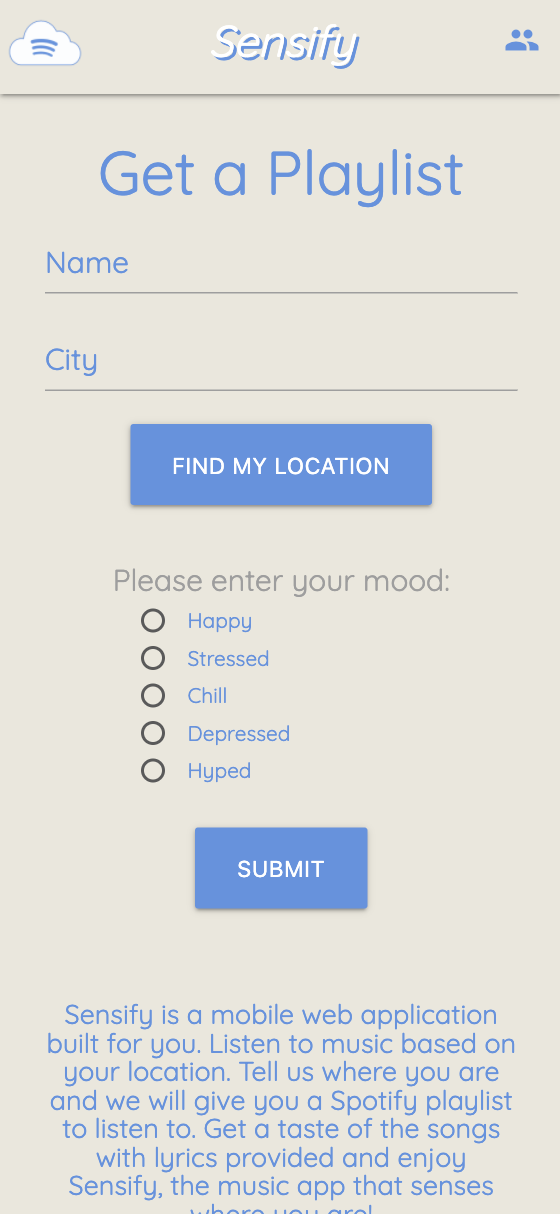 Sensify
Get a Playlist
Name
City
FIND MY LOCATION
Please enter your mood:
Happy
Stressed
Chill
Depressed
Hyped
SUBMIT
Sensify is a mobile web application
built for you. Listen to music based on
your location. Tell us where you are
and we will give you a Spotify playlist
to listen to. Get a taste of the songs
with lyrics provided and enjoy
Sensify, the music app that senses
where you are!